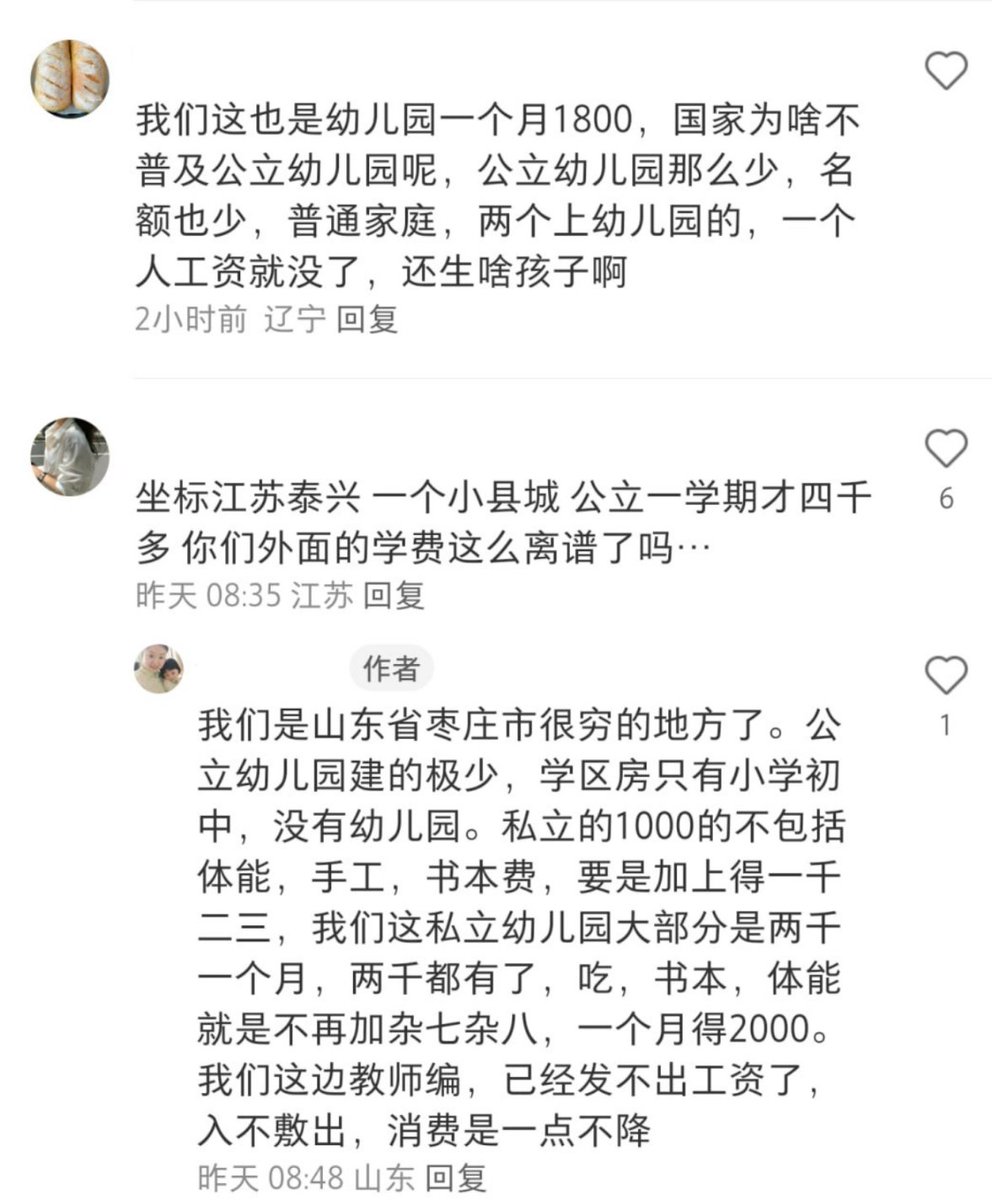 我们这也是幼儿园一个月1800，国家为啥不
普及公立幼儿园呢，公立幼儿园那么少，名
额也少，普通家庭，两个上幼儿园的，一个
人工资就没了，还生啥孩子啊
2小时前 辽宁 回复
坐标江苏泰兴 一个小县城 公立一学期才四千
6
多 你们外面的学费这么离谱了吗…
昨天 08:35 江苏 回复
作者
我们是山东省枣庄市很穷的地方了。公
1
立幼儿园建的极少，学区房只有小学初
中，没有幼儿园。私立的1000的不包括
体能，手工，书本费，要是加上得一千
二三，我们这私立幼儿园大部分是两千
一个月，两千都有了，吃，书本，体能
就是不再加杂七杂八，一个月得2000。
我们这边教师编，已经发不出工资了，
入不敷出，消费是一点不降
昨天 08:48 山东 回复